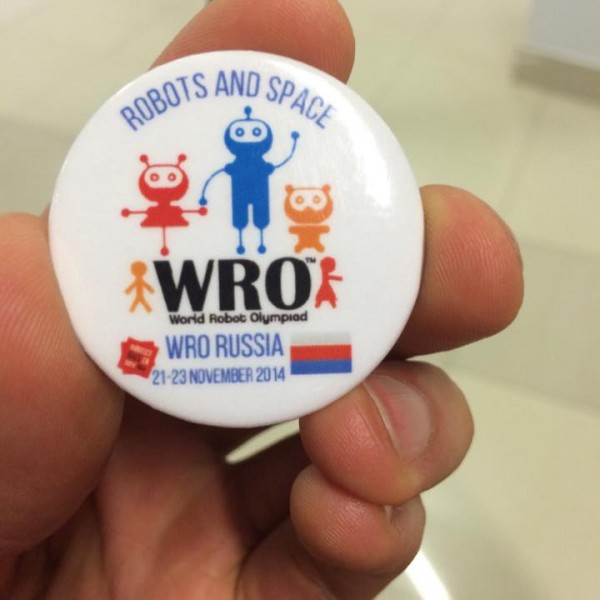 ROBOTS AND SPACE
WRO™
World Robot Olympiad
WRO RUSSIA
21-23 NOVEMBER 2014